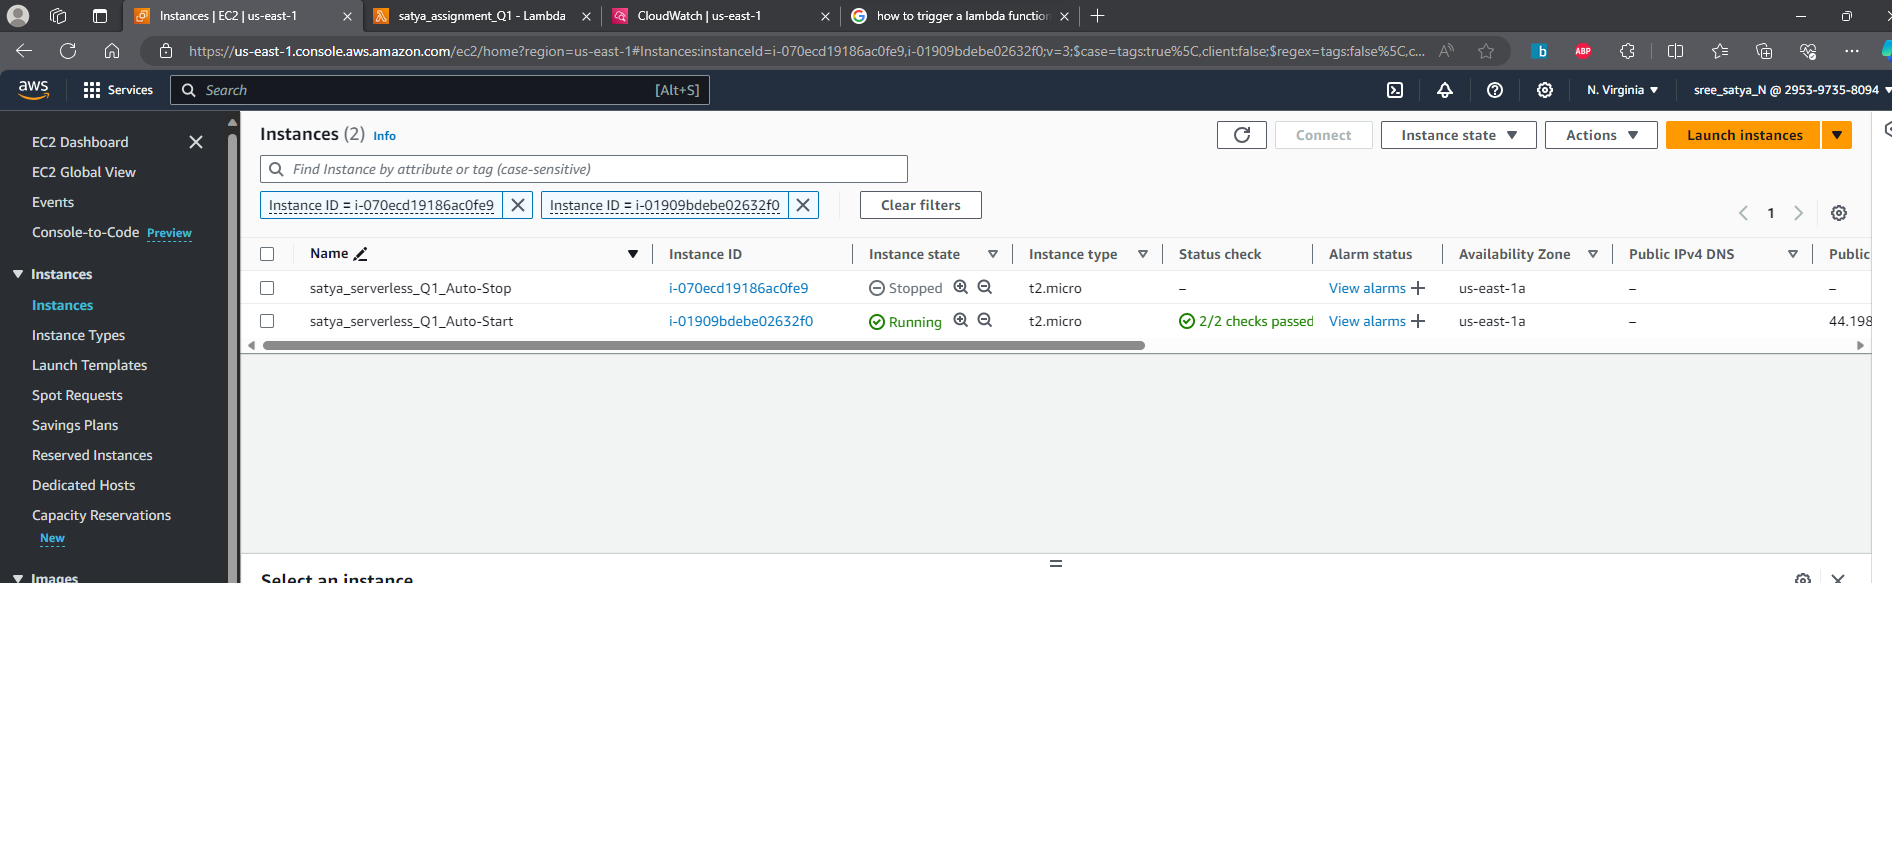 Instances | EC2 | us-east-1
satya_assignment_Q1 - Lambda
CloudWatch | us-east-1
how to trigger a lambda function
https://us-east-1.console.aws.amazon.com/ec2/home?region=us-east-1#Instances:instanceId=i-070ecd19186ac0fe9,i-01909bdebe02632f0;v=3;$case=tags:true%5C,client:false;$regex=tags:false%5C,c...
A
b
ABP
aws
Services
Search
[Alt+S]
N. Virginia
sree_satya_N @ 2953-9735-8094
EC2 Dashboard
EC2 Global View
Events
Console-to-Code Preview
Instances
Instances
Instance Types
Launch Templates
Spot Requests
Savings Plans
Reserved Instances
Dedicated Hosts
Capacity Reservations
New
Images
Instances (2) Info
Connect
Instance state
Actions
Launch instances
Find Instance by attribute or tag (case-sensitive)
Instance ID = i-070ecd19186ac0fe9
Instance ID = i-01909bdebe02632f0
Clear filters
1
Name Instance ID Instance state Instance type Status check Alarm status Availability Zone Public IPv4 DNS Public
satya_serverless_Q1_Auto-Stop i-070ecd19186ac0fe9 Stopped t2.micro – View alarms + us-east-1a – –
satya_serverless_Q1_Auto-Start i-01909bdebe02632f0 Running t2.micro 2/2 checks passed View alarms + us-east-1a – 44.198
Select an instance